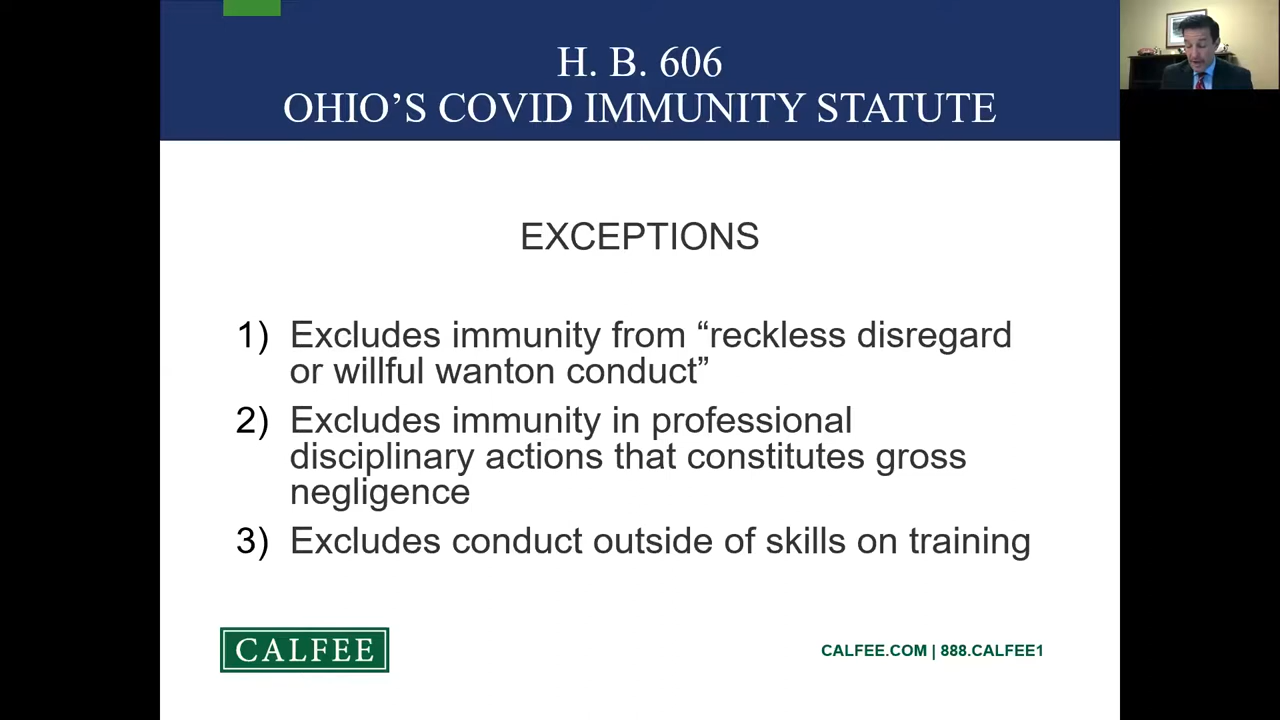 H. B. 606
OHIO’S COVID IMMUNITY STATUTE
EXCEPTIONS
1) Excludes immunity from “reckless disregard
or willful wanton conduct”
2) Excludes immunity in professional
disciplinary actions that constitutes gross
negligence
3) Excludes conduct outside of skills on training
CALFEE
CALFEE.COM | 888.CALFEE1